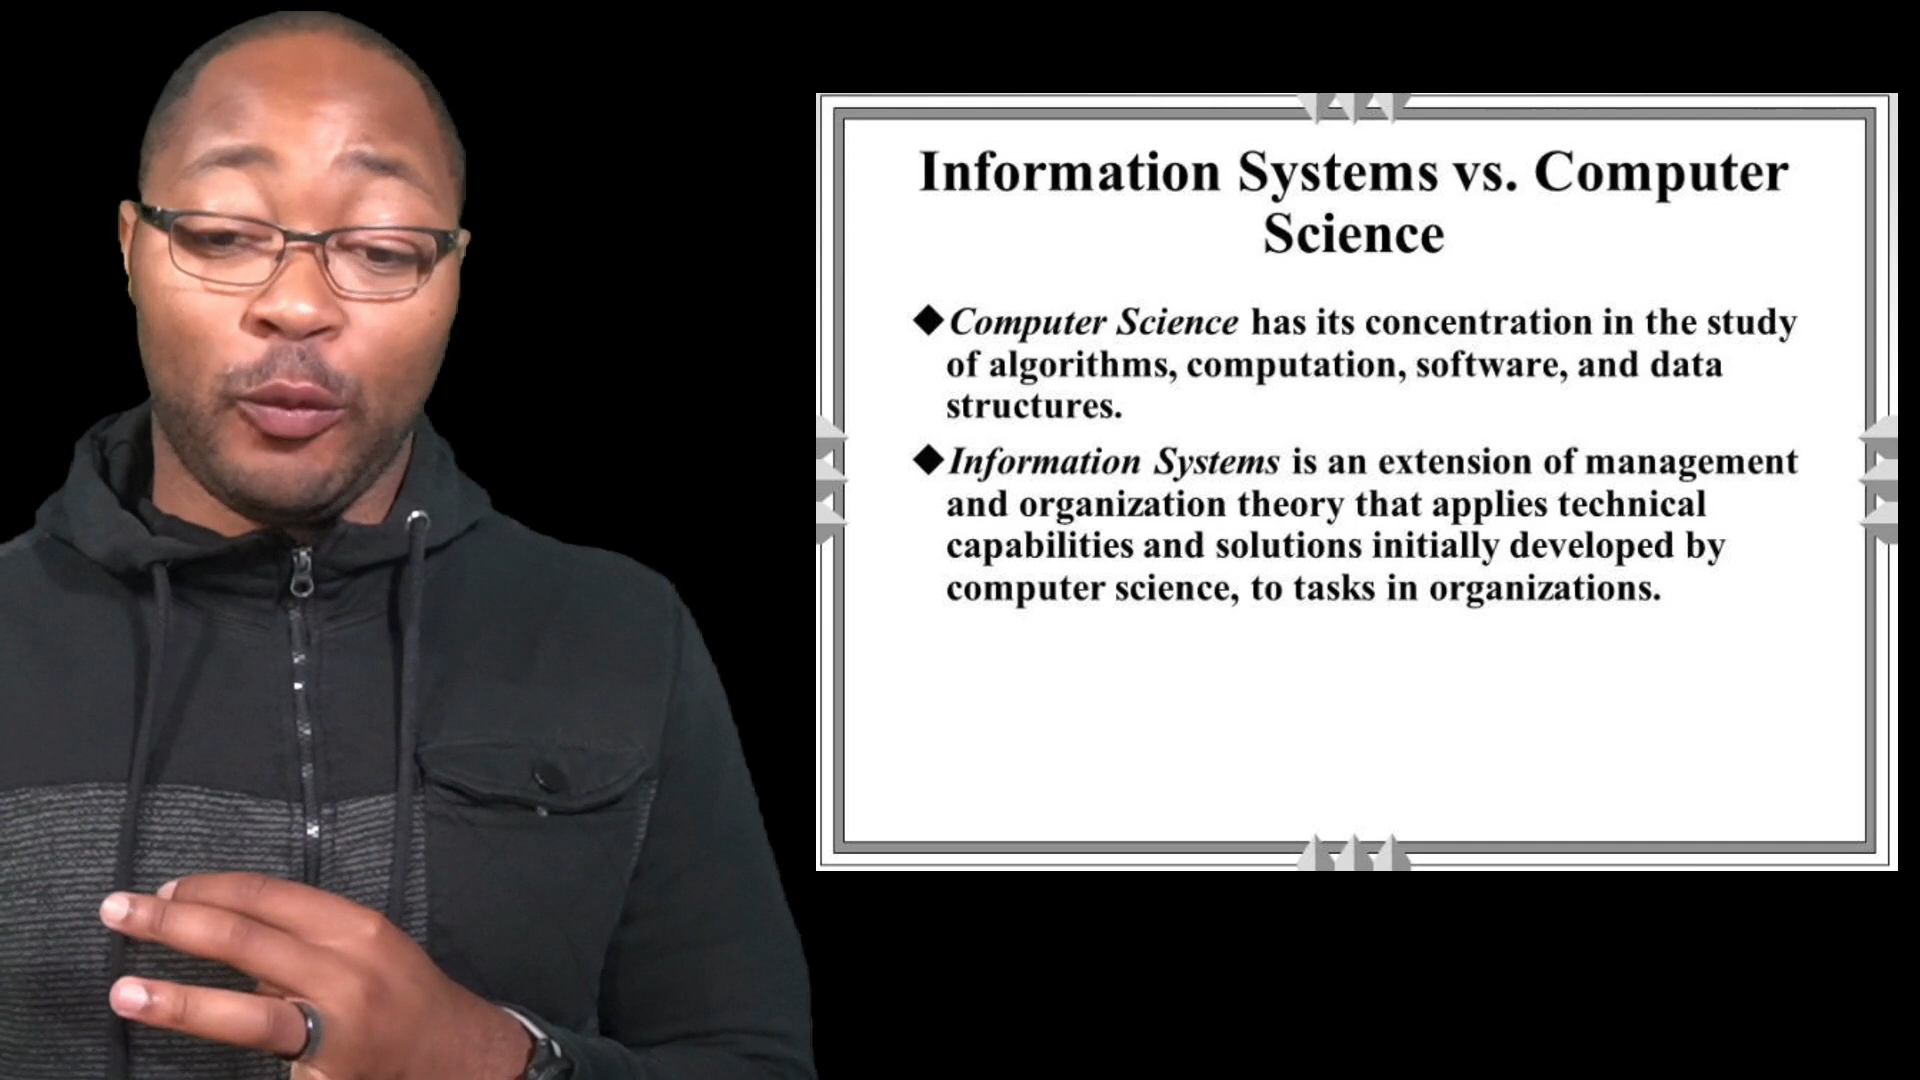 Information Systems vs. Computer
Science
◆Computer Science has its concentration in the study
of algorithms, computation, software, and data
structures.
◆Information Systems is an extension of management
and organization theory that applies technical
capabilities and solutions initially developed by
computer science, to tasks in organizations.